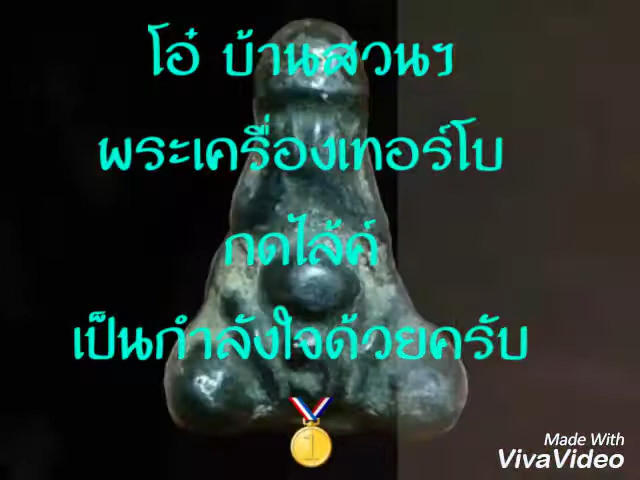 โอ๋ บ้านสวนฯ
พระเครื่องเทอร์โบ
กดไล้ค์
เป็นกำลังใจด้วยครับ
1
Made With
VivaVideo